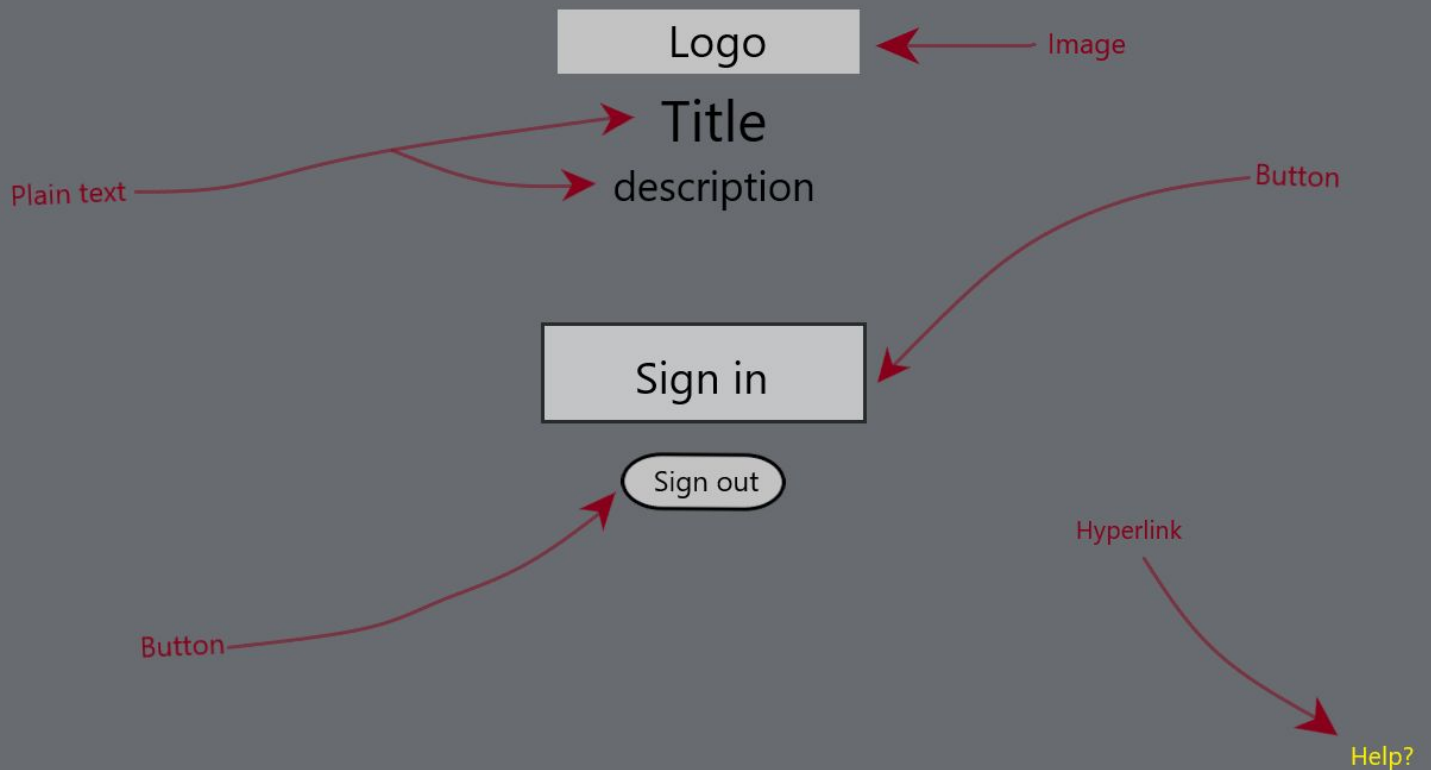 Logo
Image
Title
Plain text
description
Button
Sign in
Sign out
Hyperlink
Button
Help?